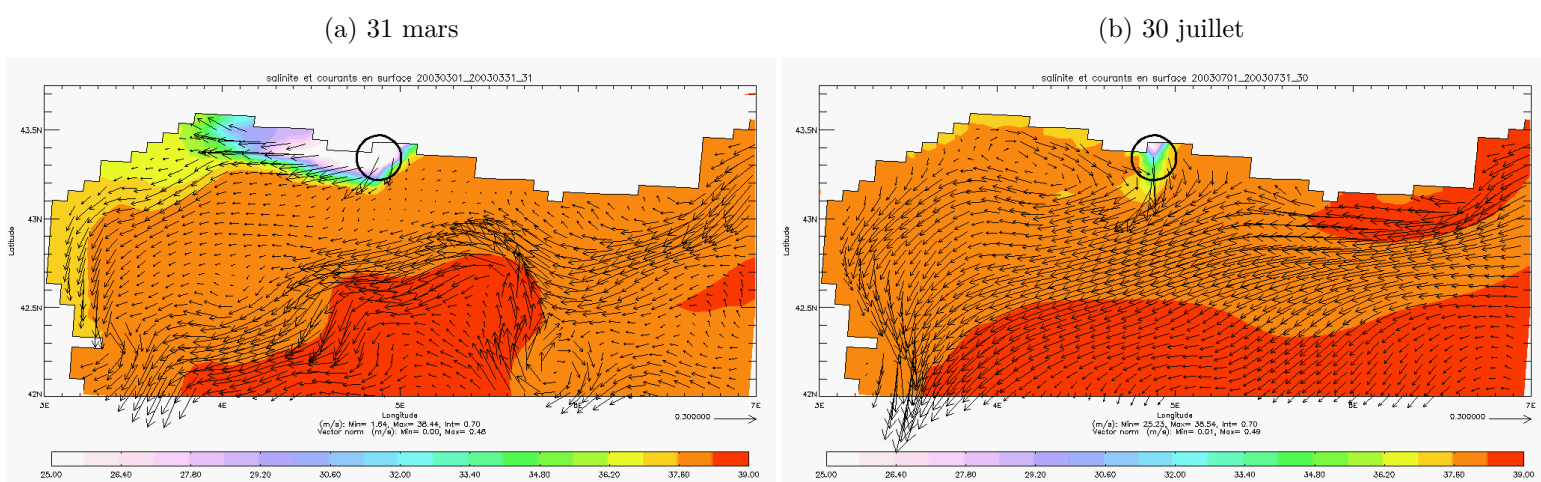 (a) 31 mars
(b) 30 juillet
salinite et courants en surface 20030301_20030331_31
43.5N
43N
42.5N
42N
Latitude
3E
4E
5E
6E
7E
Longitude
0.300000
(m/s): Min= 1.64, Max= 38.44, Int= 0.70
Vector norm (m/s): Min= 0.00, Max= 0.48
25.00 26.40 27.80 29.20 30.60 32.00 33.40 34.80 36.20 37.60 39.00
salinite et courants en surface 20030701_20030731_30
43.5N
43N
42.5N
42N
Latitude
3E
4E
5E
6E
7E
Longitude
0.300000
(m/s): Min= 25.23, Max= 38.54, Int= 0.70
Vector norm (m/s): Min= 0.01, Max= 0.49
25.00 26.40 27.80 29.20 30.60 32.00 33.40 34.80 36.20 37.60 39.00